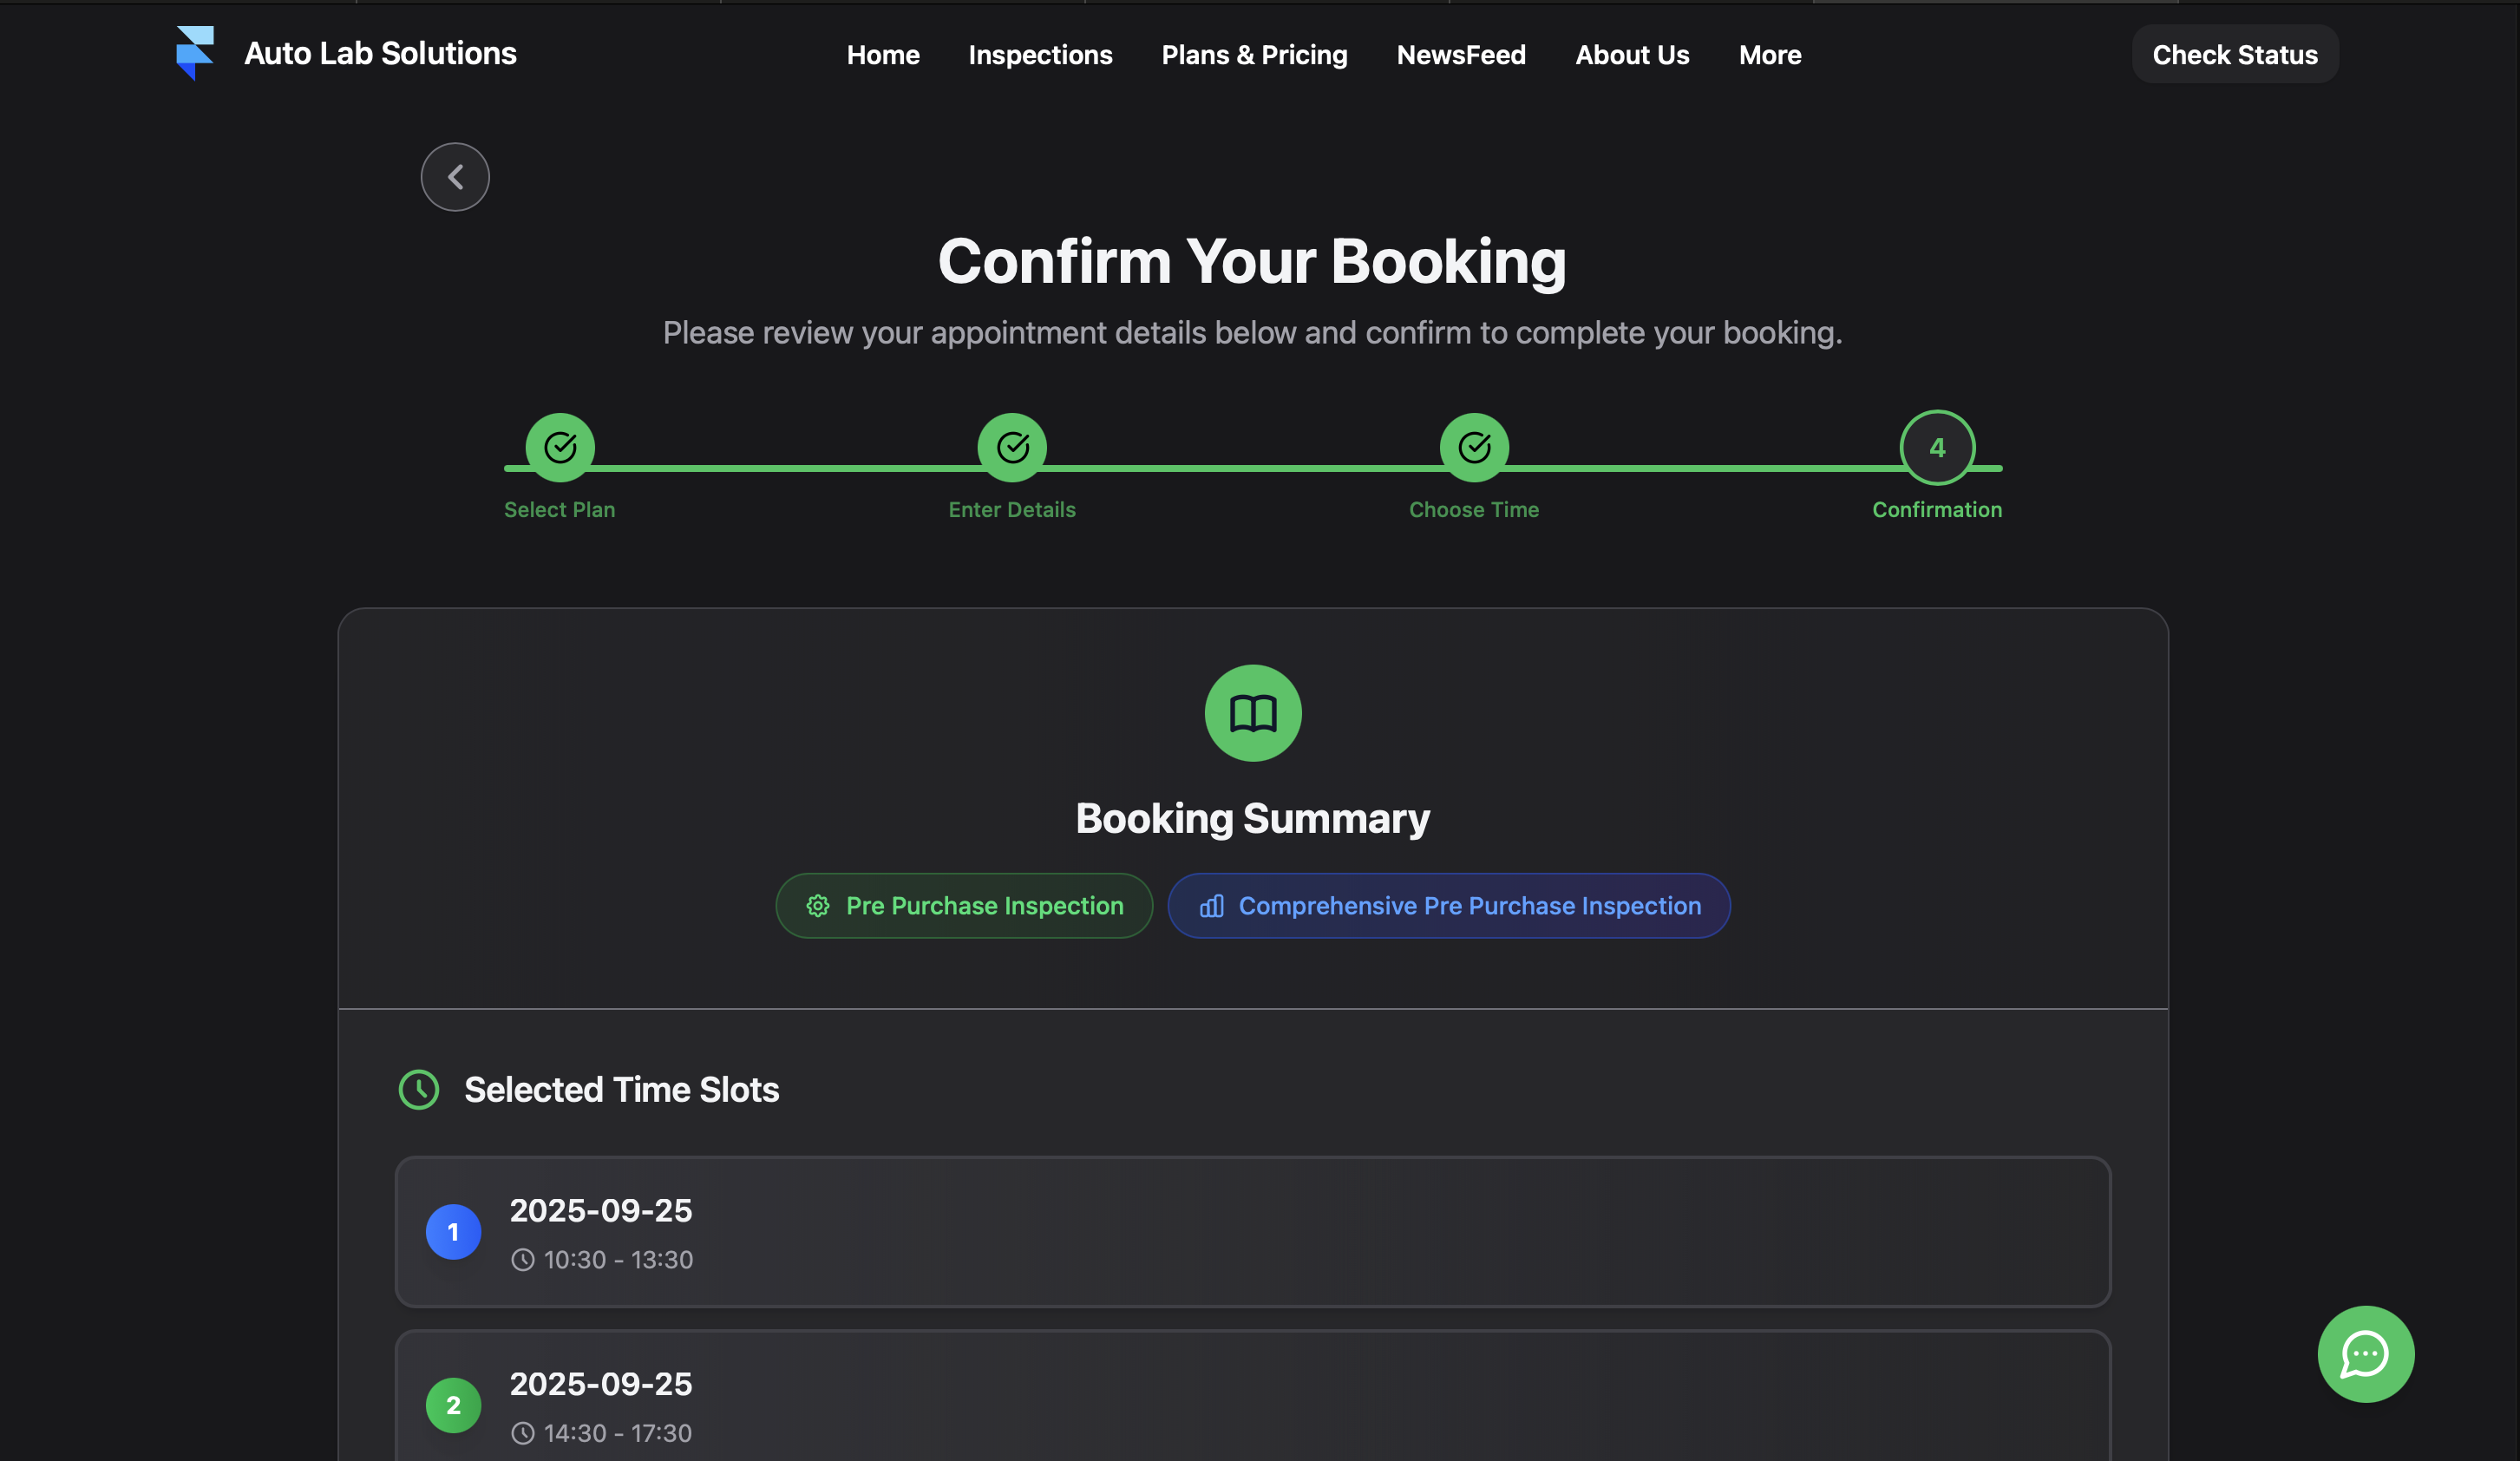 Auto Lab Solutions
Home
Inspections
Plans & Pricing
NewsFeed
About Us
More
Check Status
Confirm Your Booking
Please review your appointment details below and confirm to complete your booking.
4
Select Plan
Enter Details
Choose Time
Confirmation
Booking Summary
Pre Purchase Inspection
Comprehensive Pre Purchase Inspection
Selected Time Slots
1
2025-09-25
10:30 - 13:30
2
2025-09-25
14:30 - 17:30